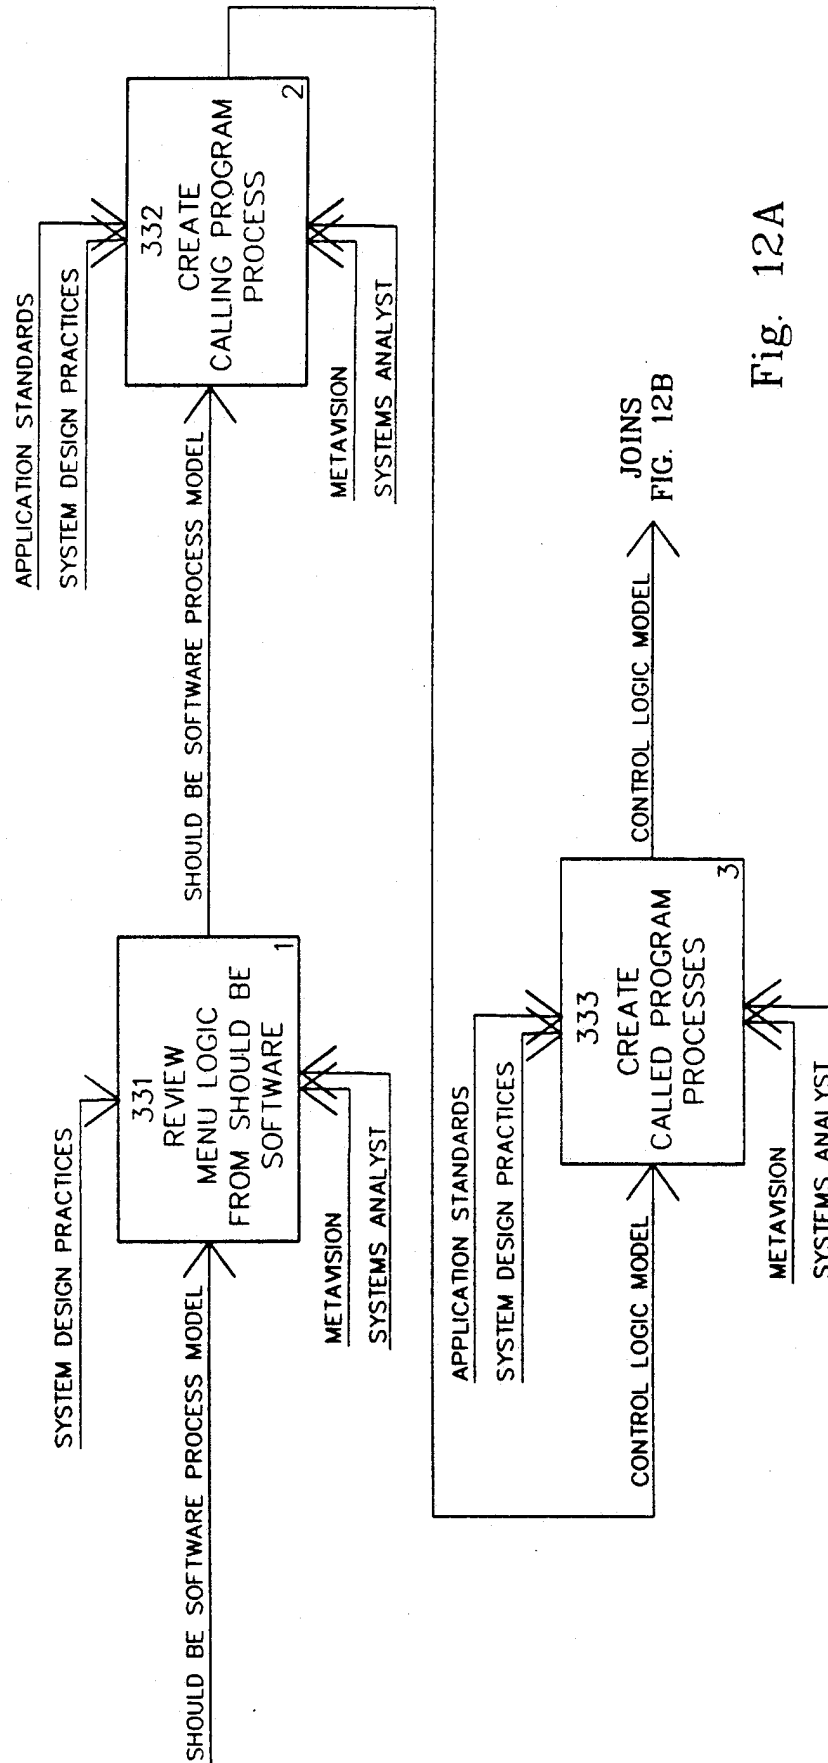 SHOULD BE SOFTWARE PROCESS MODEL
SYSTEM DESIGN PRACTICES
331
REVIEW
MENU LOGIC
FROM SHOULD BE
SOFTWARE
1
METAVISION
SYSTEMS ANALYST
SHOULD BE SOFTWARE PROCESS MODEL
APPLICATION STANDARDS
SYSTEM DESIGN PRACTICES
332
CREATE
CALLING PROGRAM
PROCESS
2
METAVISION
SYSTEMS ANALYST
CONTROL LOGIC MODEL
APPLICATION STANDARDS
SYSTEM DESIGN PRACTICES
333
CREATE
CALLED PROGRAM
PROCESSES
3
METAVISION
SYSTEMS ANALYST
CONTROL LOGIC MODEL
JOINS
FIG. 12B
Fig. 12A